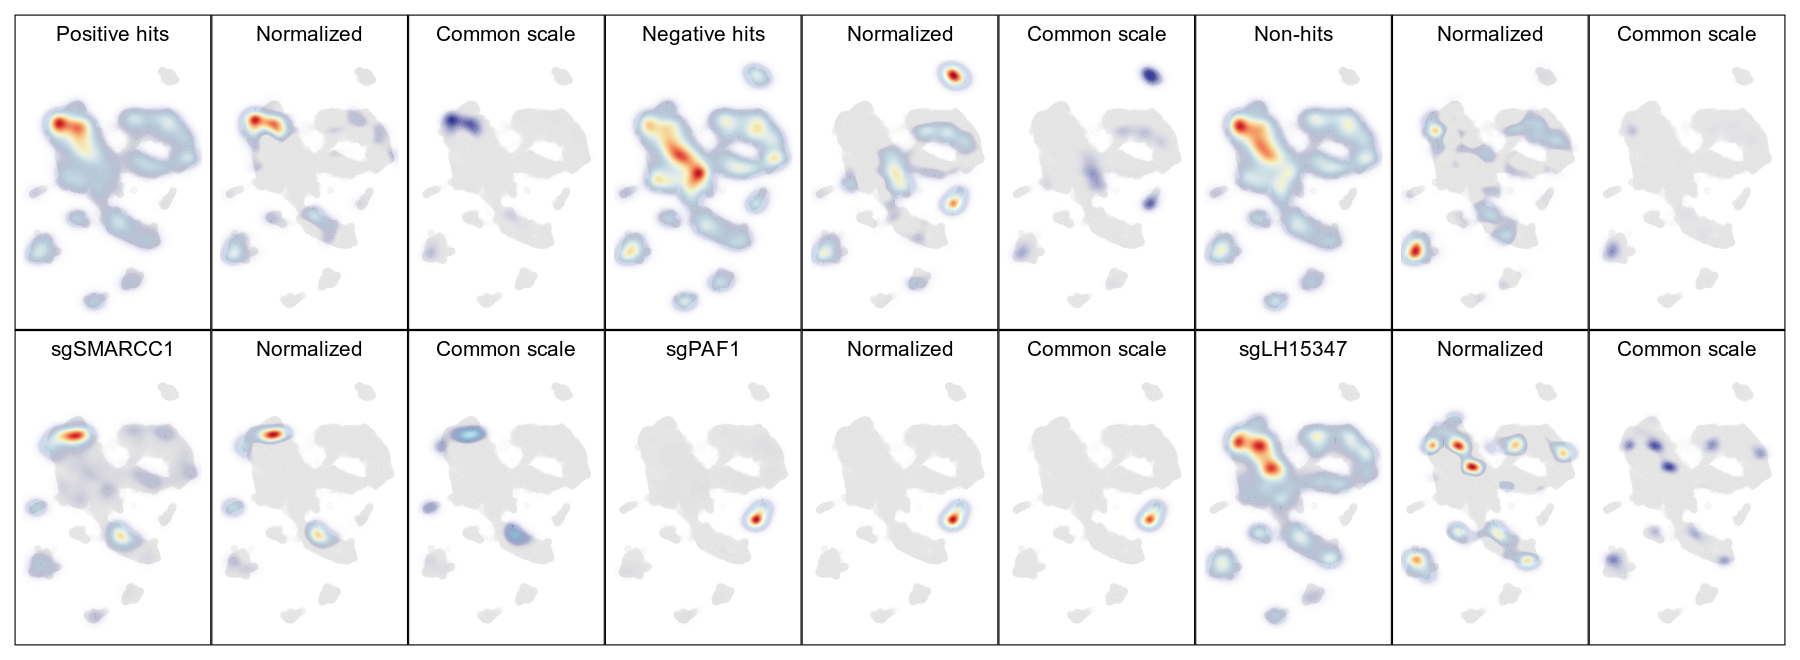 Positive hits Normalized Common scale Negative hits Normalized Common scale Non-hits Normalized Common scale
sgSMARCC1 Normalized Common scale sgPAF1 Normalized Common scale sgLH15347 Normalized Common scale